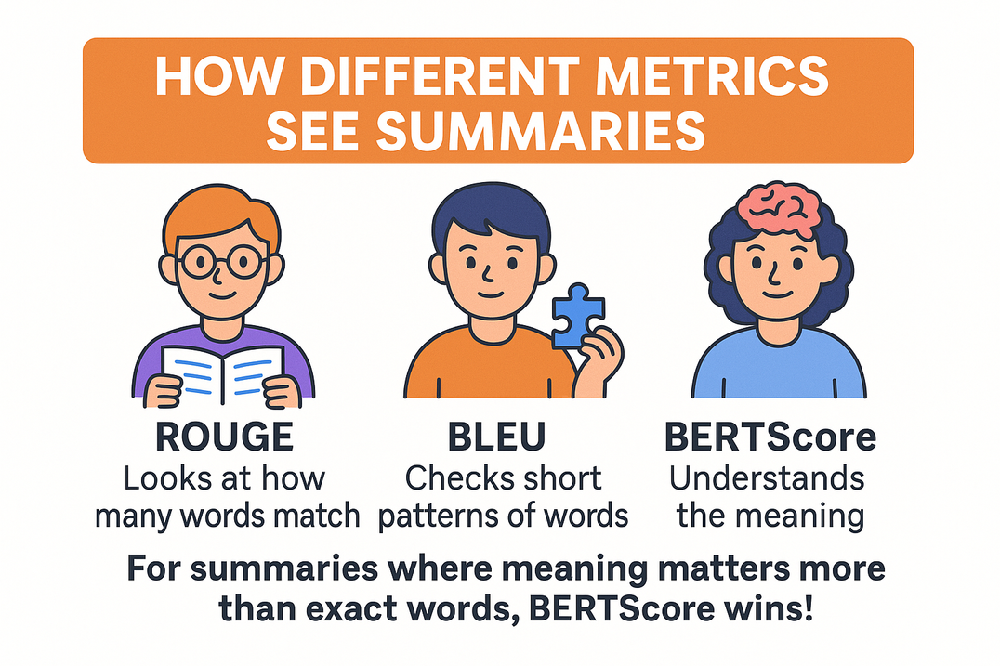 HOW DIFFERENT METRICS
SEE SUMMARIES
ROUGE
Looks at how
many words match
BLEU
Checks short
patterns of words
BERTScore
Understands
the meaning
For summaries where meaning matters more
than exact words, BERTScore wins!